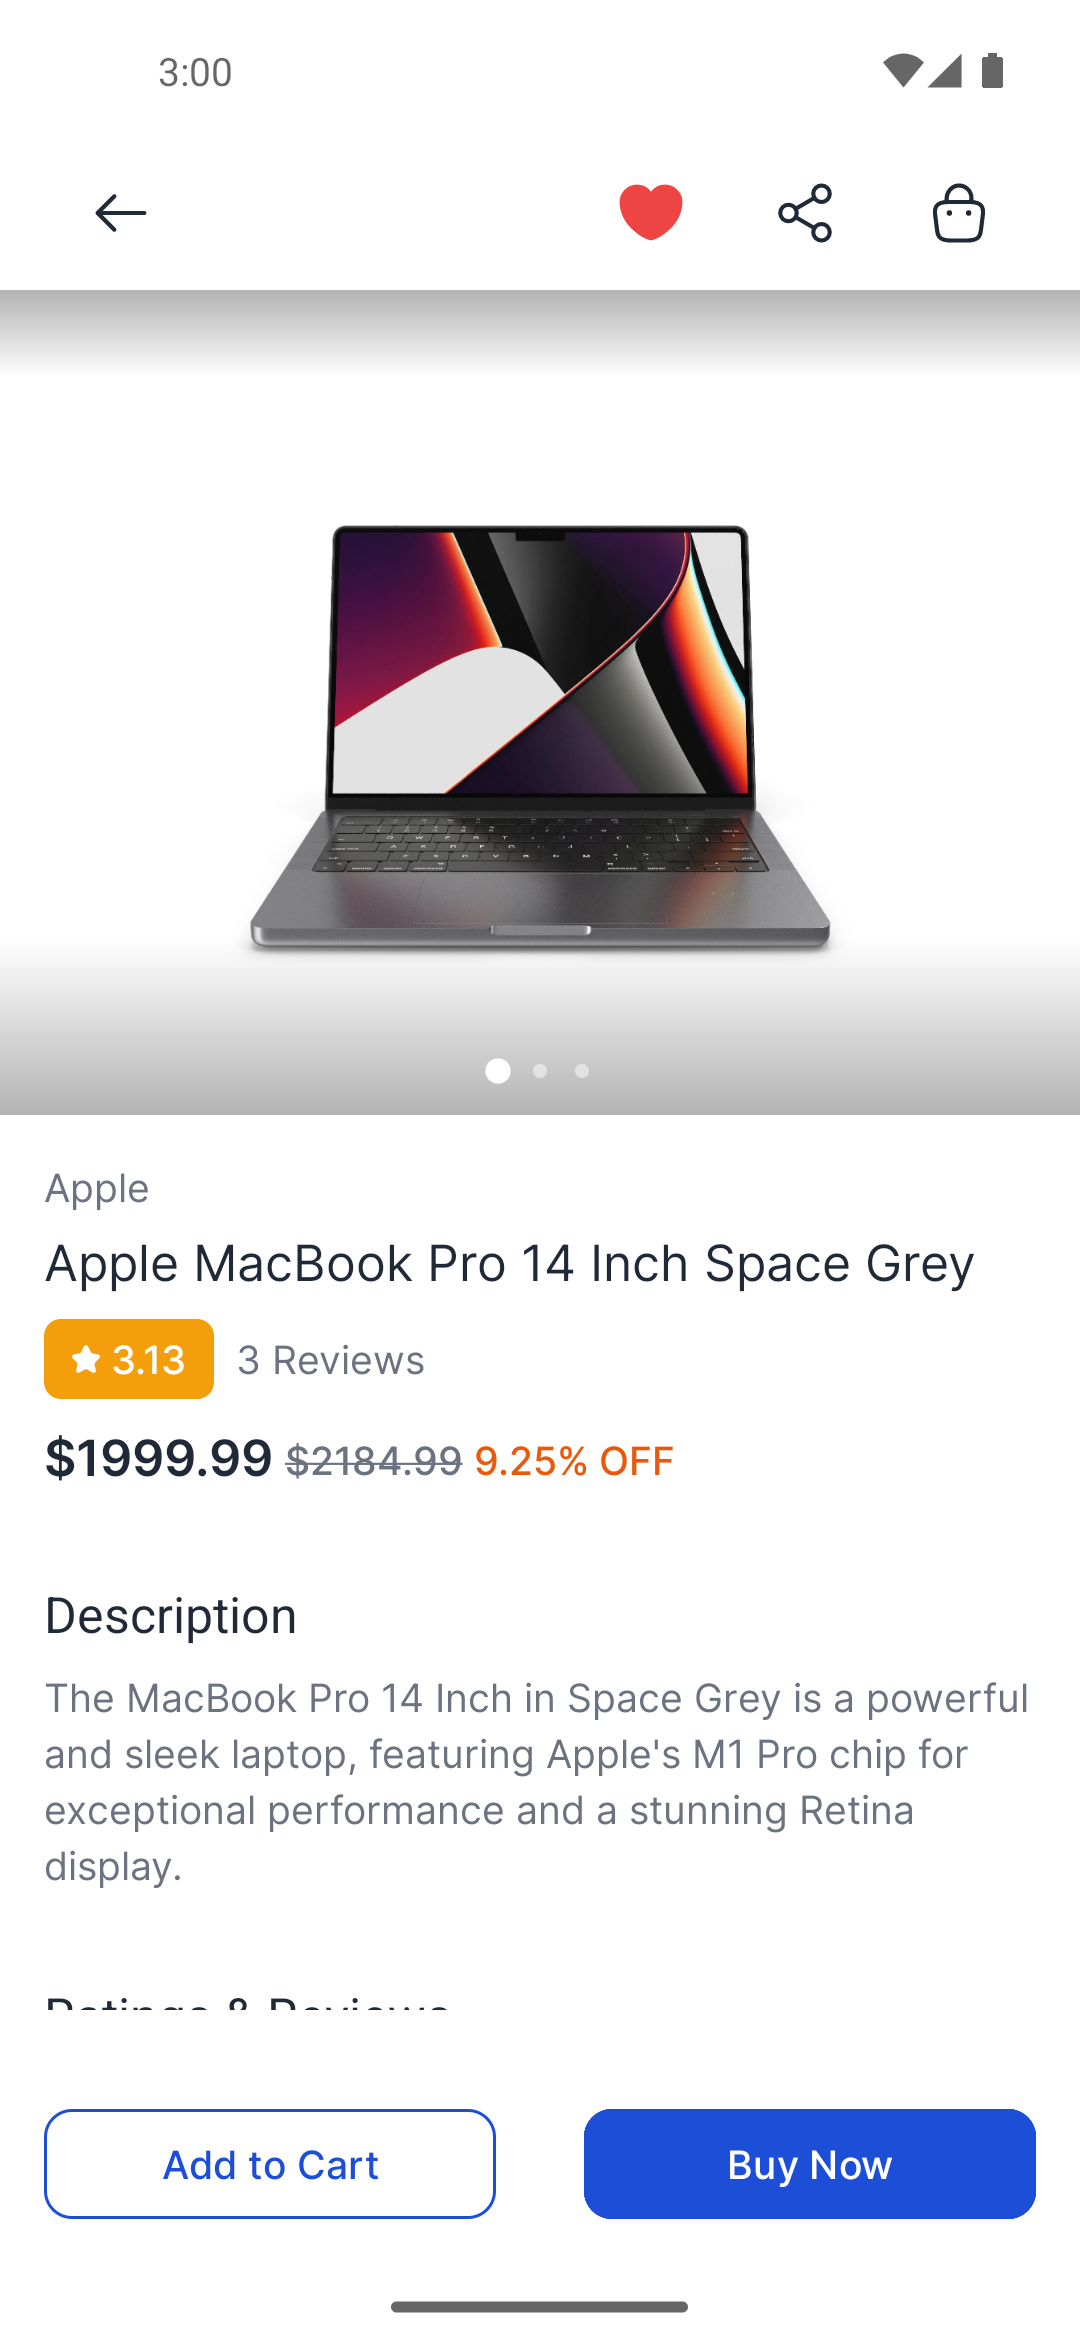 3:00
Apple
Apple MacBook Pro 14 Inch Space Grey
3.13 3 Reviews
$1999.99 $2184.99 9.25% OFF
Description
The MacBook Pro 14 Inch in Space Grey is a powerful
and sleek laptop, featuring Apple's M1 Pro chip for
exceptional performance and a stunning Retina
display.
Ratings & Reviews
Add to Cart Buy Now